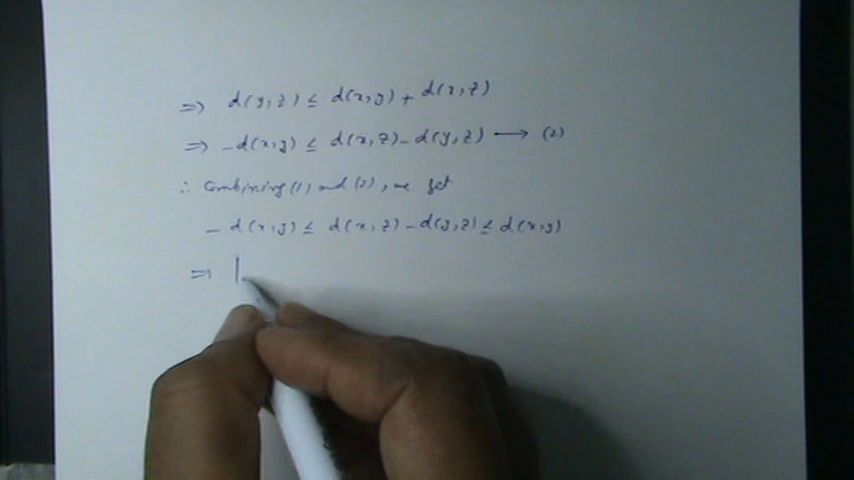 ⇒ d(y,z) ≤ d(x,y) + d(x,z)
⇒ -d(x,y) ≤ d(x,z) - d(y,z) ⟶ (2)
∴ Combining (1) and (2), we get
- d(x,y) ≤ d(x,z) - d(y,z) ≤ d(x,y)
⇒ |